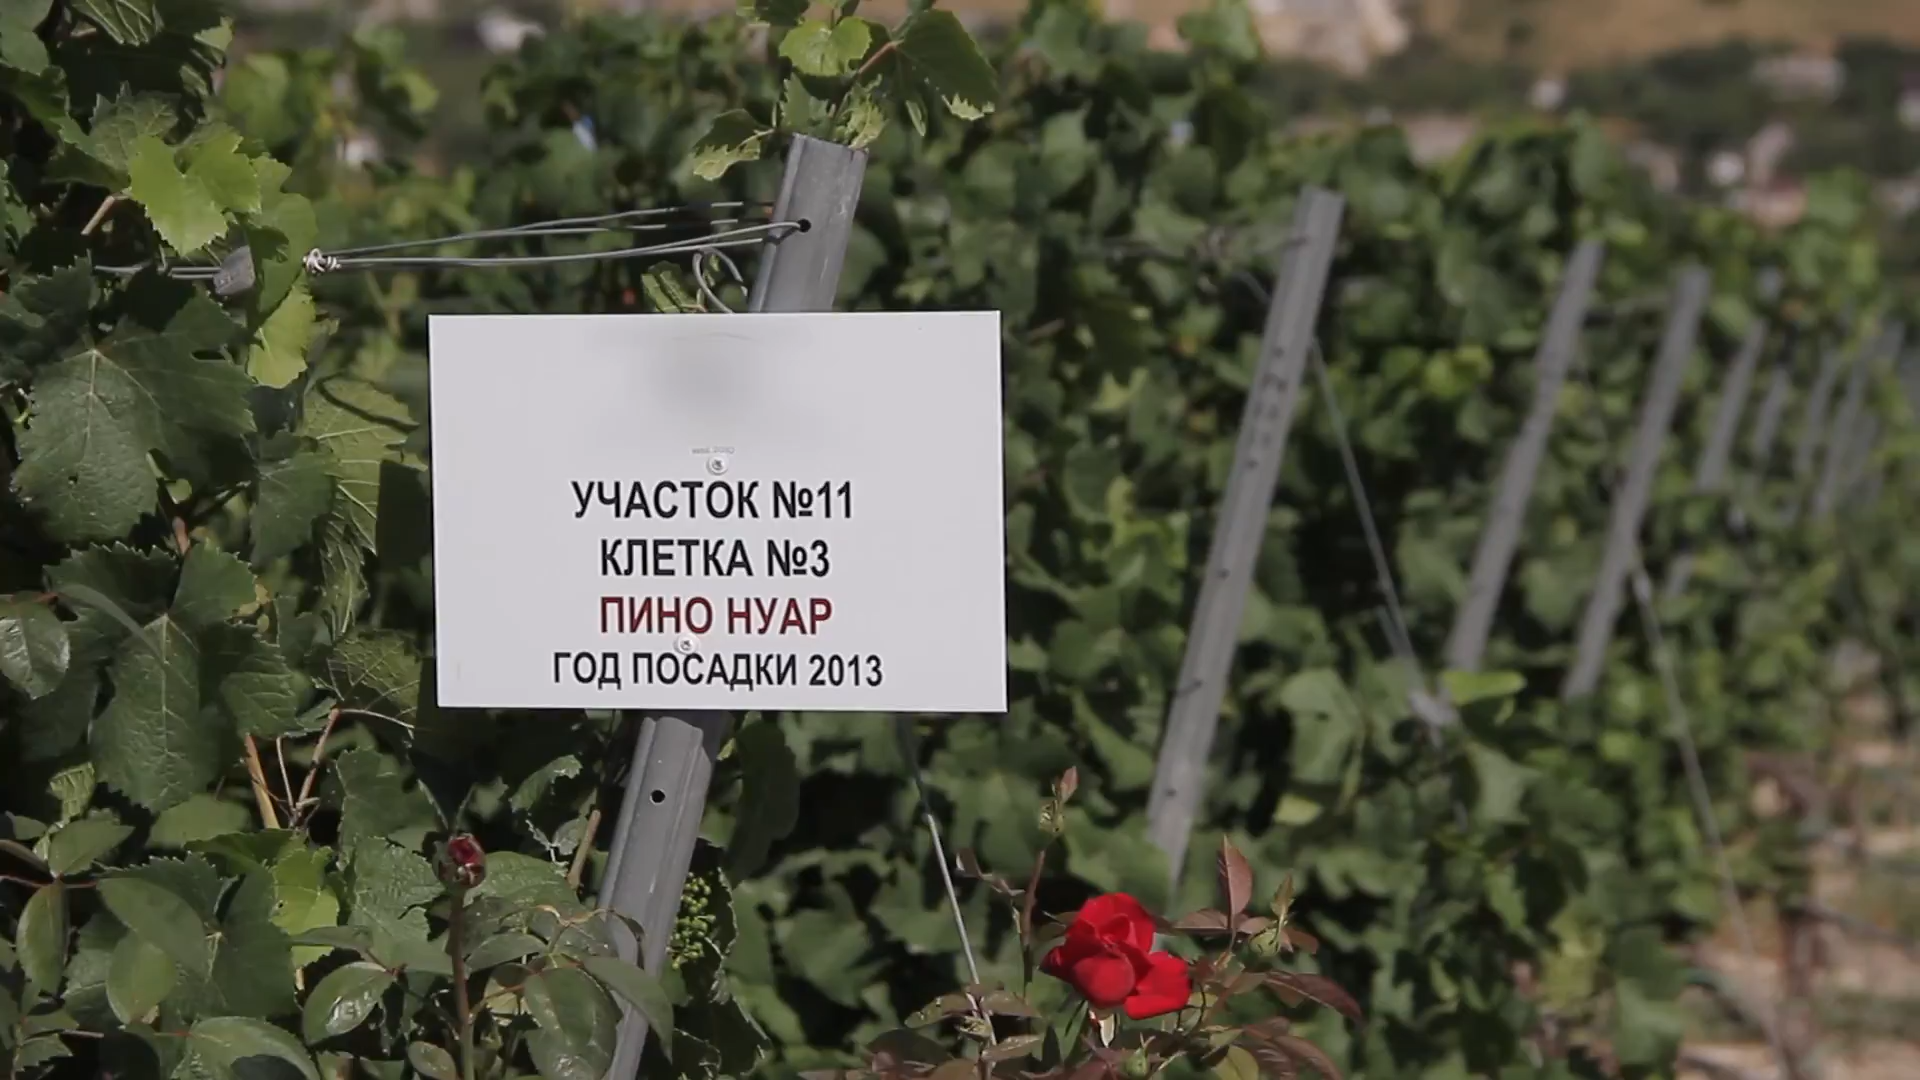 УЧАСТОК №11
КЛЕТКА №3
ПИНО НУАР
ГОД ПОСАДКИ 2013